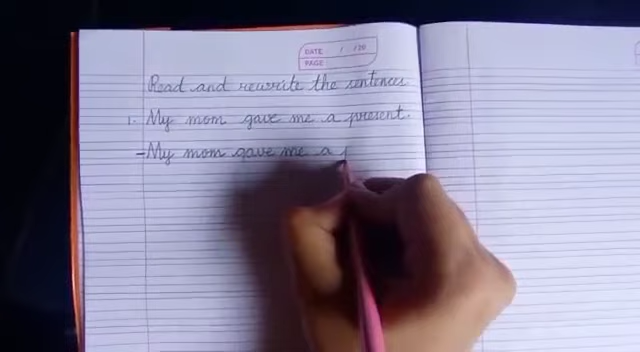 DATE / /20
PAGE
Read and rewrite the sentences
1. My mom gave me a present.
- My mom gave me a